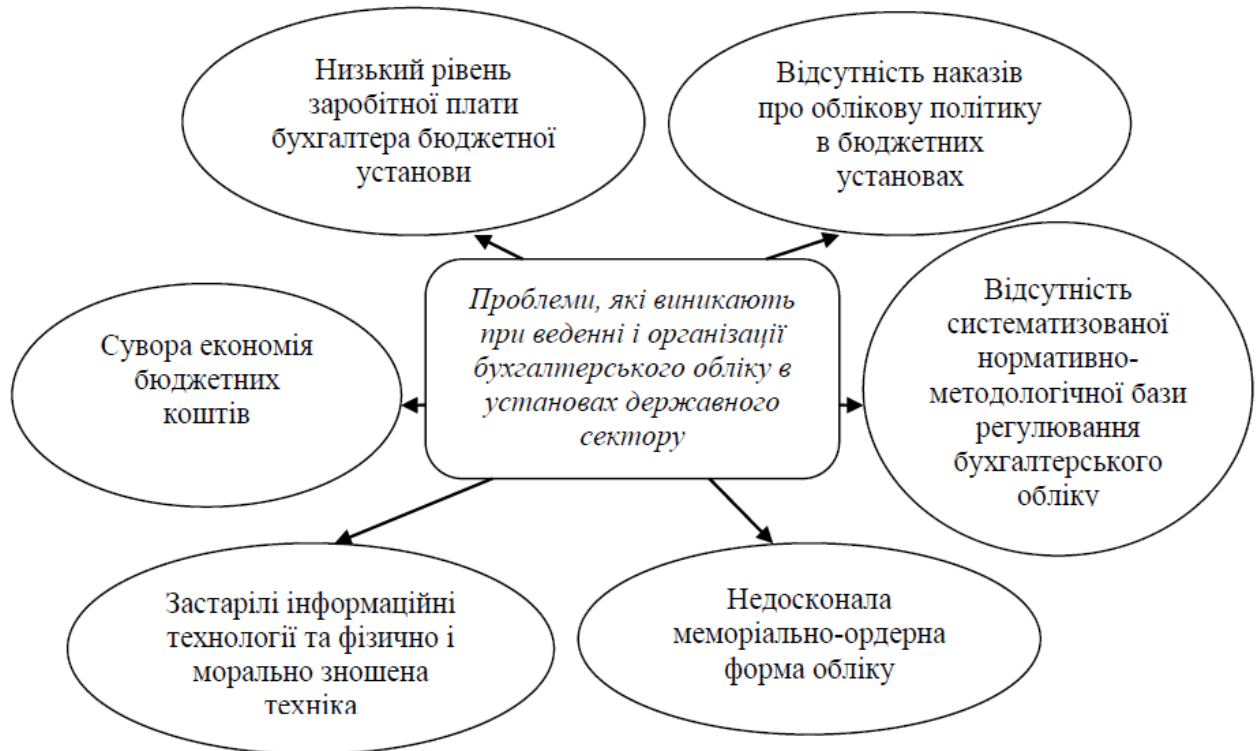 Низький рівень
заробітної плати
бухгалтера бюджетної
установи
Відсутність наказів
про облікову політику
в бюджетних
установах
Проблеми, які виникають
при веденні і організації
бухгалтерського обліку в
установах державного
сектору
Сувора економія
бюджетних
коштів
Відсутність
систематизованої
нормативно-
методологічної бази
регулювання
бухгалтерського
обліку
Застарілі інформаційні
технології та фізично і
морально зношена
техніка
Недосконала
меморіально-ордерна
форма обліку